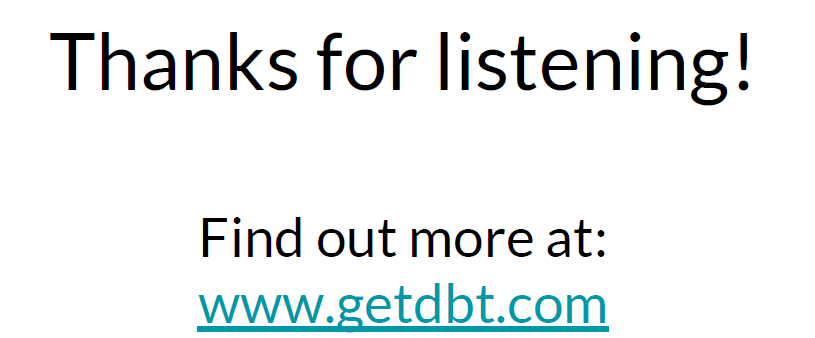 Thanks for listening!
Find out more at:
www.getdbt.com